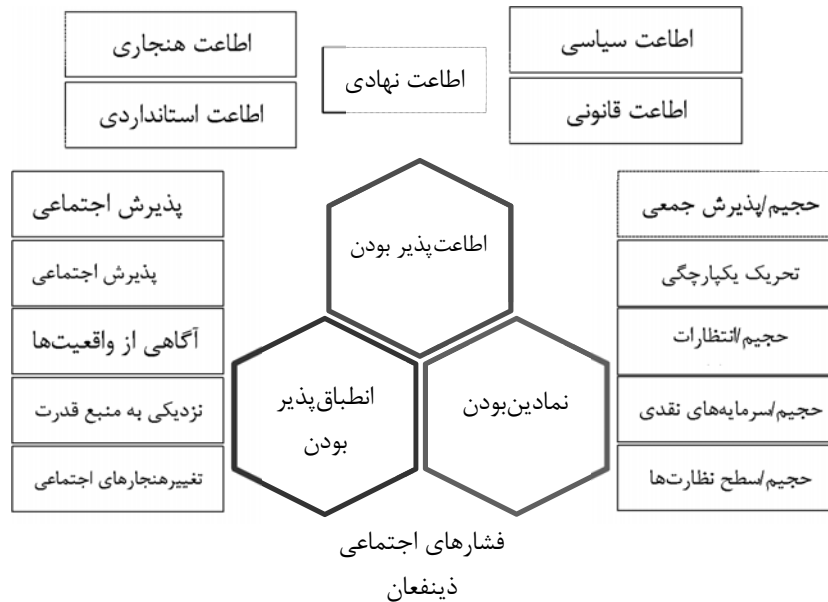 اطاعت سیاسی
اطاعت نهادی
اطاعت هنجاری
اطاعت قانونی
اطاعت استانداردی
حجیم/پذیرش جمعی
تحریک یکپارچگی
حجیم/انتظارات
حجیم/سرمایه‌های نقدی
حجیم/سطح نظارت‌ها
اطاعت‌پذیر بودن
نمادین‌بودن
انطباق‌پذیر
بودن
پذیرش اجتماعی
پذیرش اجتماعی
آگاهی از واقعیت‌ها
نزدیکی به منبع قدرت
تغییرهنجارهای اجتماعی
فشارهای اجتماعی
ذینفعان